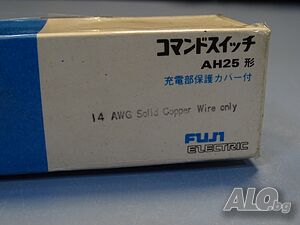 コマンドスイッチ
AH25 形
充電部保護カバー付
14 AWG Solid Copper Wire only
FUJI
ELECTRIC
ALO.bg